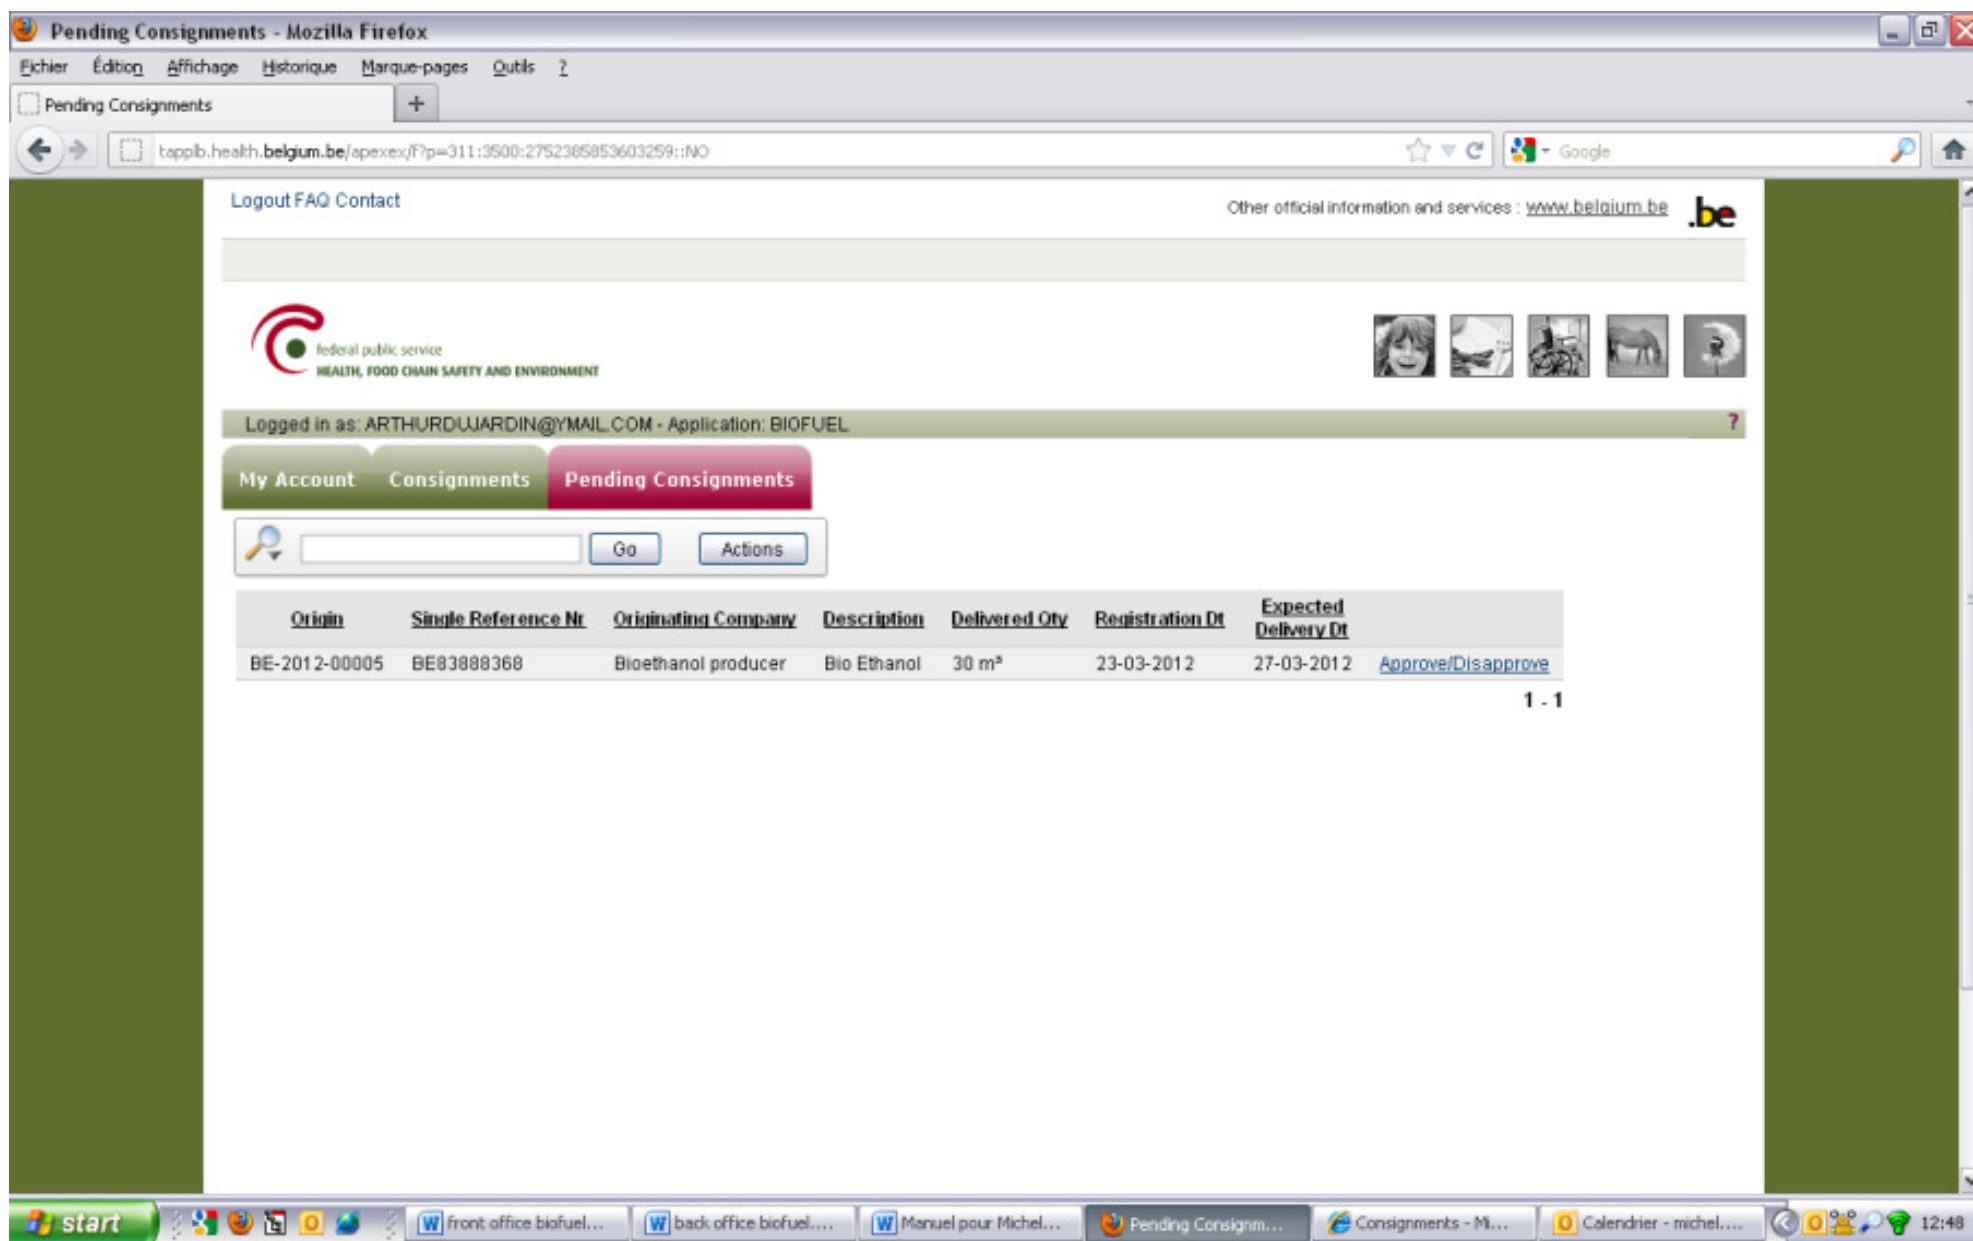 Pending Consignments - Mozilla Firefox
Fichier Édition Affichage Historique Marque-pages Outils ?
Pending Consignments +
tapplb.health.belgium.be/apexex/f?p=311:3500:2752385853603259::NO Google
Logout FAQ Contact
Other official information and services : www.belgium.be .be
federal public service
HEALTH, FOOD CHAIN SAFETY AND ENVIRONMENT
Logged in as: ARTHURDUJARDIN@YMAIL.COM - Application: BIOFUEL ?
My Account Consignments Pending Consignments
Go Actions
Origin Single Reference Nr Originating Company Description Delivered Qty Registration Dt Expected Delivery Dt
BE-2012-00005 BE83888368 Bioethanol producer Bio Ethanol 30 m³ 23-03-2012 27-03-2012 Approve/Disapprove
1 - 1
start front office biofuel... back office biofuel.... Manuel pour Michel... Pending Consignm... Consignments - Mi... Calendrier - michel.... 12:48